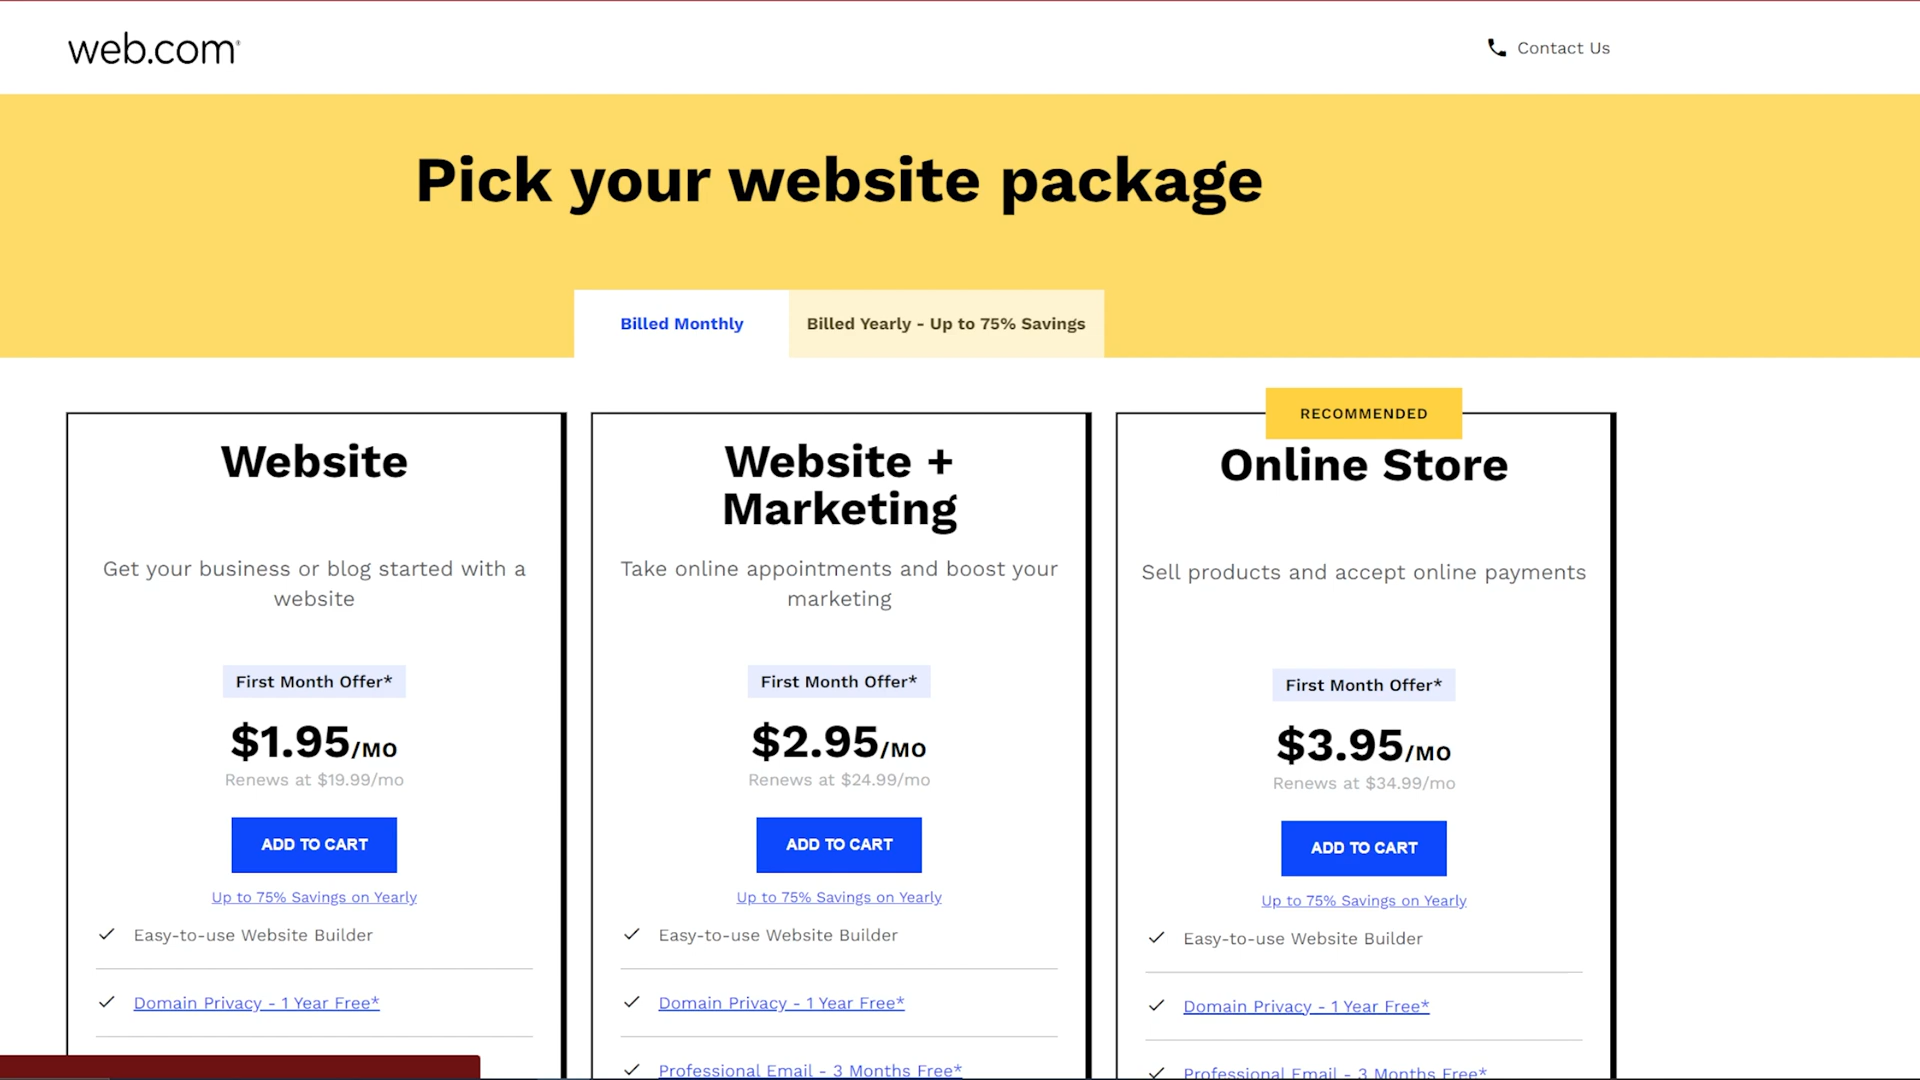 web.com
Contact Us
Pick your website package
Billed Monthly
Billed Yearly - Up to 75% Savings
Website
Get your business or blog started with a
website
First Month Offer*
$1.95/MO
Renews at $19.99/mo
ADD TO CART
Up to 75% Savings on Yearly
Easy-to-use Website Builder
Domain Privacy - 1 Year Free*
Website +
Marketing
Take online appointments and boost your
marketing
First Month Offer*
$2.95/MO
Renews at $24.99/mo
ADD TO CART
Up to 75% Savings on Yearly
Easy-to-use Website Builder
Domain Privacy - 1 Year Free*
Professional Email - 3 Months Free*
RECOMMENDED
Online Store
Sell products and accept online payments
First Month Offer*
$3.95/MO
Renews at $34.99/mo
ADD TO CART
Up to 75% Savings on Yearly
Easy-to-use Website Builder
Domain Privacy - 1 Year Free*
Professional Email - 3 Months Free*